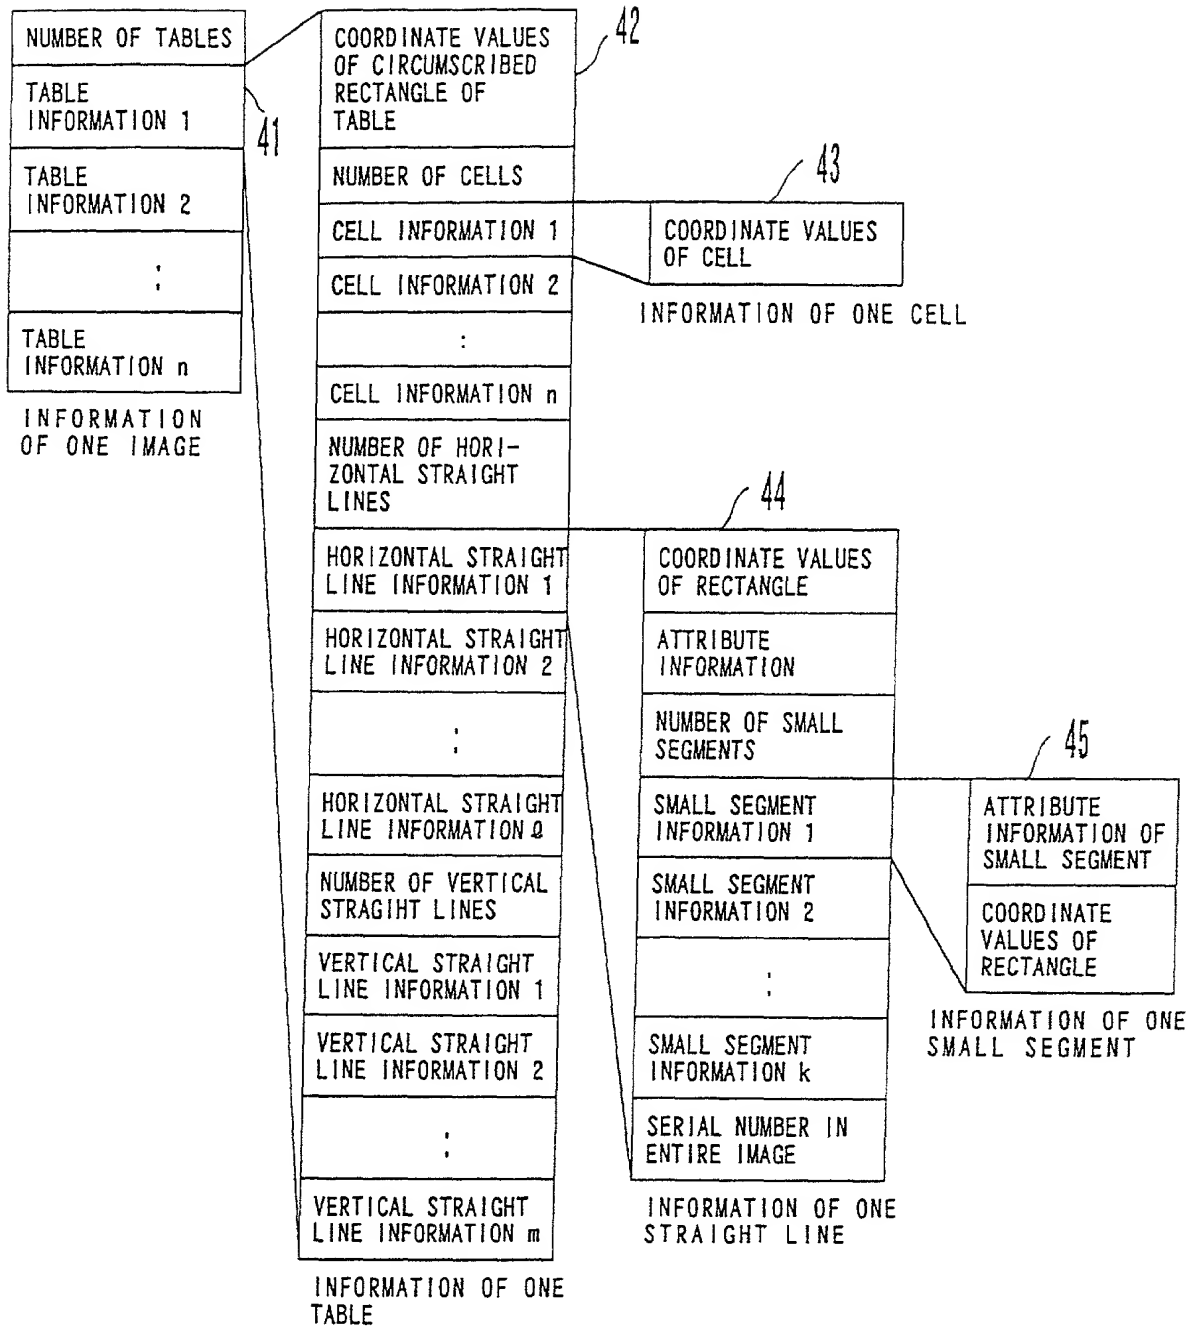 NUMBER OF TABLES
TABLE
INFORMATION 1
41
TABLE
INFORMATION 2
:
TABLE
INFORMATION n
INFORMATION
OF ONE IMAGE
42
COORDINATE VALUES
OF CIRCUMSCRIBED
RECTANGLE OF
TABLE
NUMBER OF CELLS
CELL INFORMATION 1
CELL INFORMATION 2
:
CELL INFORMATION n
NUMBER OF HORI-
ZONTAL STRAIGHT
LINES
HORIZONTAL STRAIGHT
LINE INFORMATION 1
HORIZONTAL STRAIGHT
LINE INFORMATION 2
:
HORIZONTAL STRAIGHT
LINE INFORMATION ℓ
NUMBER OF VERTICAL
STRAGIHT LINES
VERTICAL STRAIGHT
LINE INFORMATION 1
VERTICAL STRAIGHT
LINE INFORMATION 2
:
VERTICAL STRAIGHT
LINE INFORMATION m
INFORMATION OF ONE
TABLE
43
COORDINATE VALUES
OF CELL
INFORMATION OF ONE CELL
44
COORDINATE VALUES
OF RECTANGLE
ATTRIBUTE
INFORMATION
NUMBER OF SMALL
SEGMENTS
SMALL SEGMENT
INFORMATION 1
SMALL SEGMENT
INFORMATION 2
:
SMALL SEGMENT
INFORMATION k
SERIAL NUMBER IN
ENTIRE IMAGE
INFORMATION OF ONE
STRAIGHT LINE
45
ATTRIBUTE
INFORMATION OF
SMALL SEGMENT
COORDINATE
VALUES OF
RECTANGLE
INFORMATION OF ONE
SMALL SEGMENT